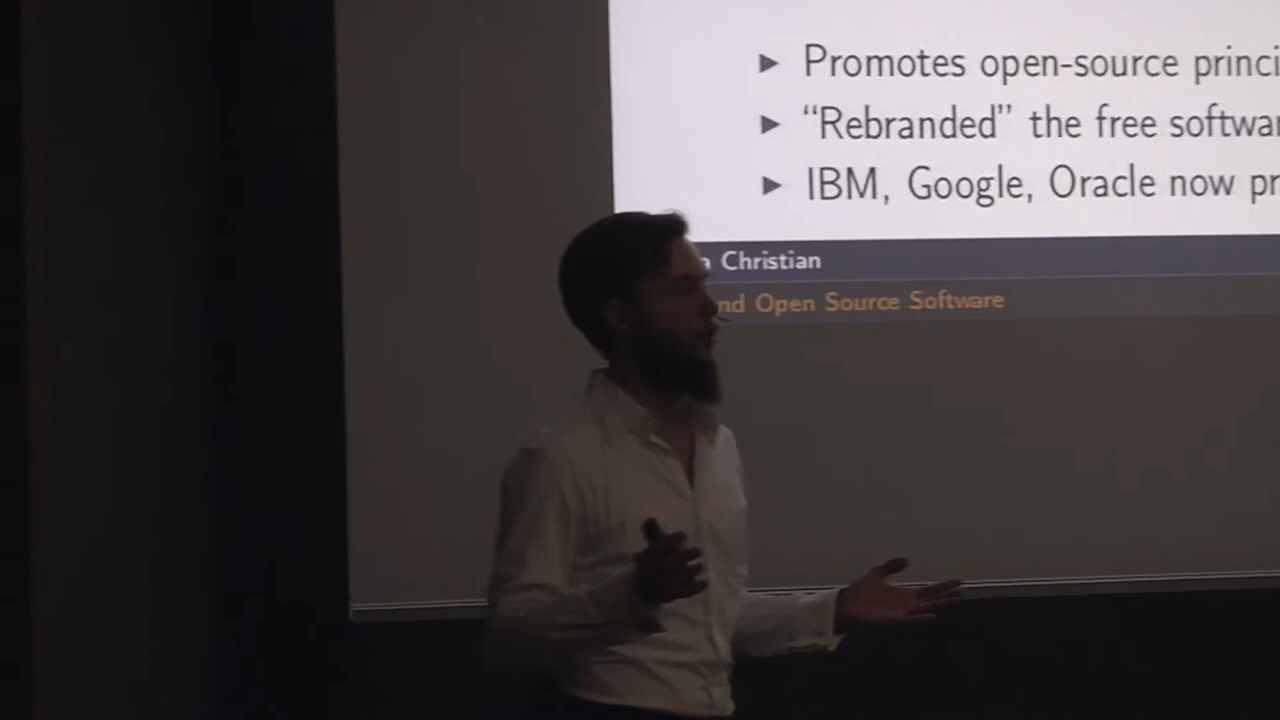 Promotes open-source
“Rebranded” the free
IBM, Google, Oracle now
Christian
Open Source Software